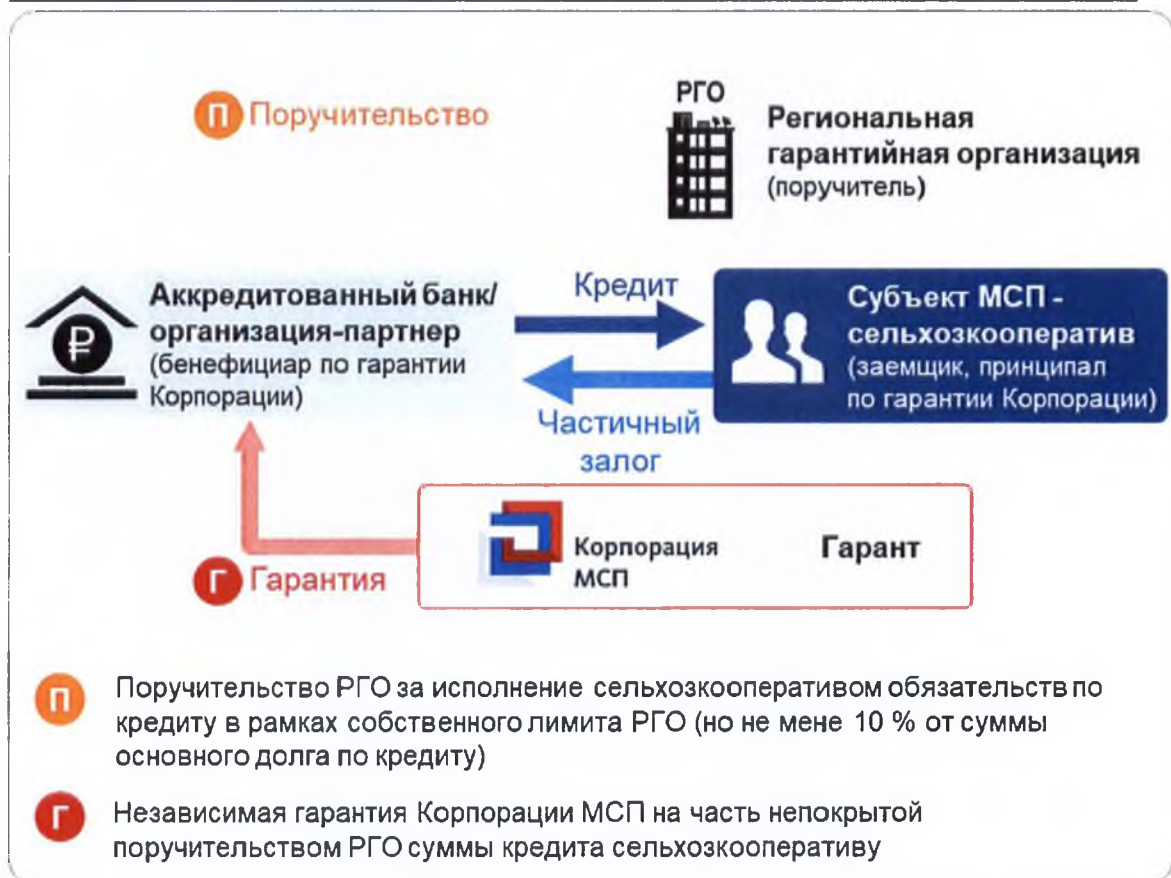 П Поручительство
РГО
Региональная
гарантийная организация
(поручитель)
₽
Аккредитованный банк/
организация-партнер
(бенефициар по гарантии
Корпорации)
Кредит
Частичный
залог
Субъект МСП -
сельхозкооператив
(заемщик, принципал
по гарантии Корпорации)
Г Гарантия
Корпорация
МСП
Гарант
П Поручительство РГО за исполнение сельхозкооперативом обязательств по
кредиту в рамках собственного лимита РГО (но не мене 10 % от суммы
основного долга по кредиту)
Г Независимая гарантия Корпорации МСП на часть непокрытой
поручительством РГО суммы кредита сельхозкооперативу